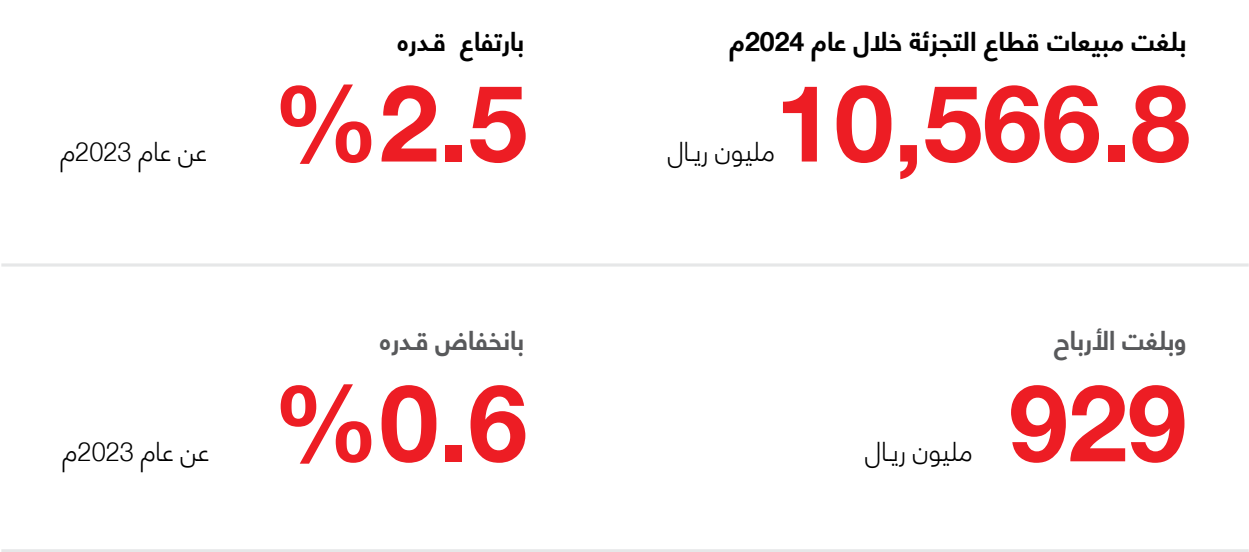 بلغت مبيعات قطاع التجزئة خلال عام 2024م
10,566.8 مليون ريال
بارتفاع قدره
%2.5 عن عام 2023م
وبلغت الأرباح
929 مليون ريال
بانخفاض قدره
%0.6 عن عام 2023م